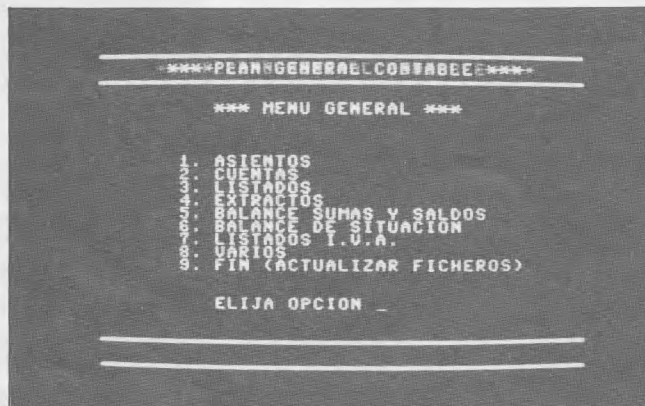 ****PLAN GENERAL CONTABLE****
*** MENU GENERAL ***
1. ASIENTOS
2. CUENTAS
3. LISTADOS
4. EXTRACTOS
5. BALANCE SUMAS Y SALDOS
6. BALANCE DE SITUACION
7. LISTADOS I.V.A.
8. VARIOS
9. FIN (ACTUALIZAR FICHEROS)
ELIJA OPCION _